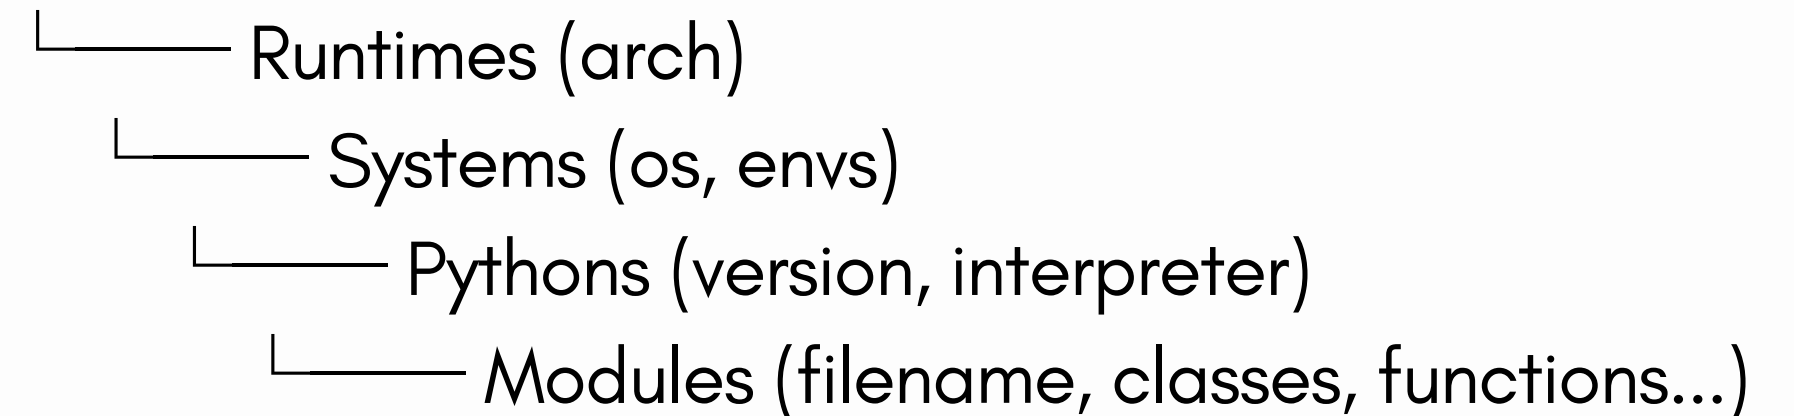 Runtimes (arch)
Systems (os, envs)
Pythons (version, interpreter)
Modules (filename, classes, functions...)